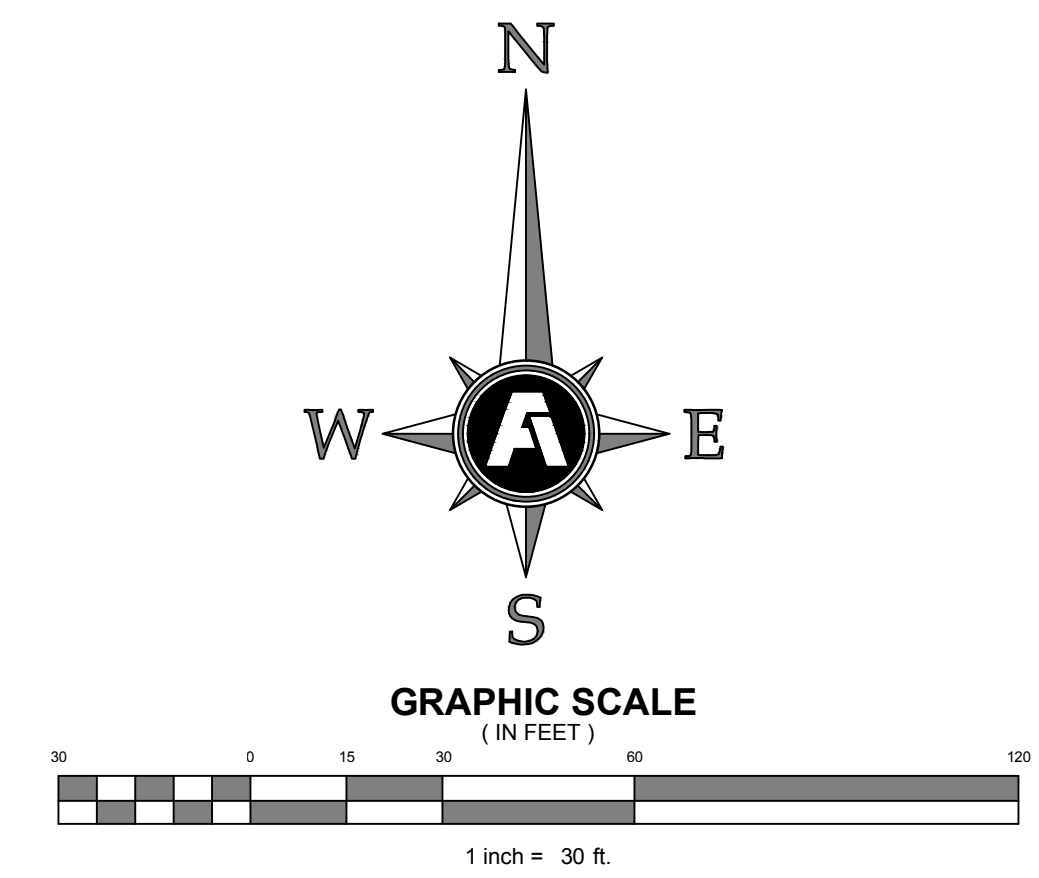 N
W A E
S
GRAPHIC SCALE
( IN FEET )
30 0 15 30 60 120
1 inch = 30 ft.